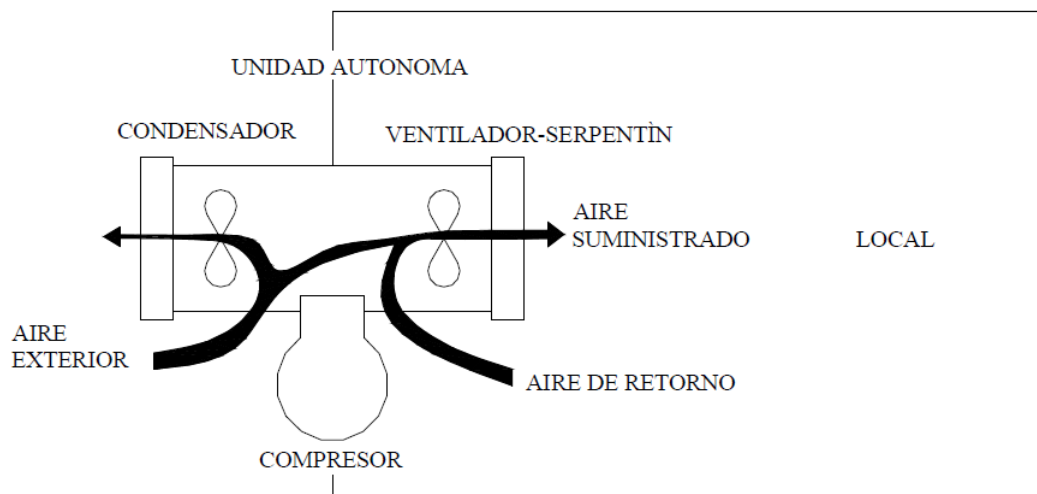 UNIDAD AUTONOMA
CONDENSADOR
VENTILADOR-SERPENTÌN
AIRE
SUMINISTRADO
LOCAL
AIRE
EXTERIOR
AIRE DE RETORNO
COMPRESOR